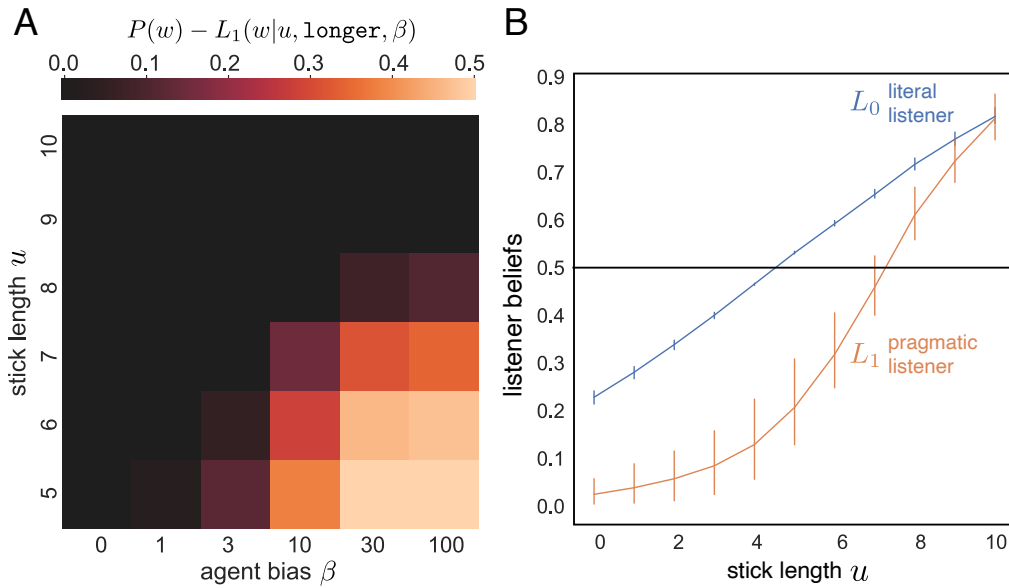 A
P(w) − L₁(w|u, longer, β)
0.0 0.1 0.2 0.3 0.4 0.5
10
9
8
7
6
5
stick length u
0 1 3 10 30 100
agent bias β
B
0.9
0.8
0.7
0.6
0.5
0.4
0.3
0.2
0.1
0.0
listener beliefs
L₀ literal
listener
L₁ pragmatic
listener
0 2 4 6 8 10
stick length u